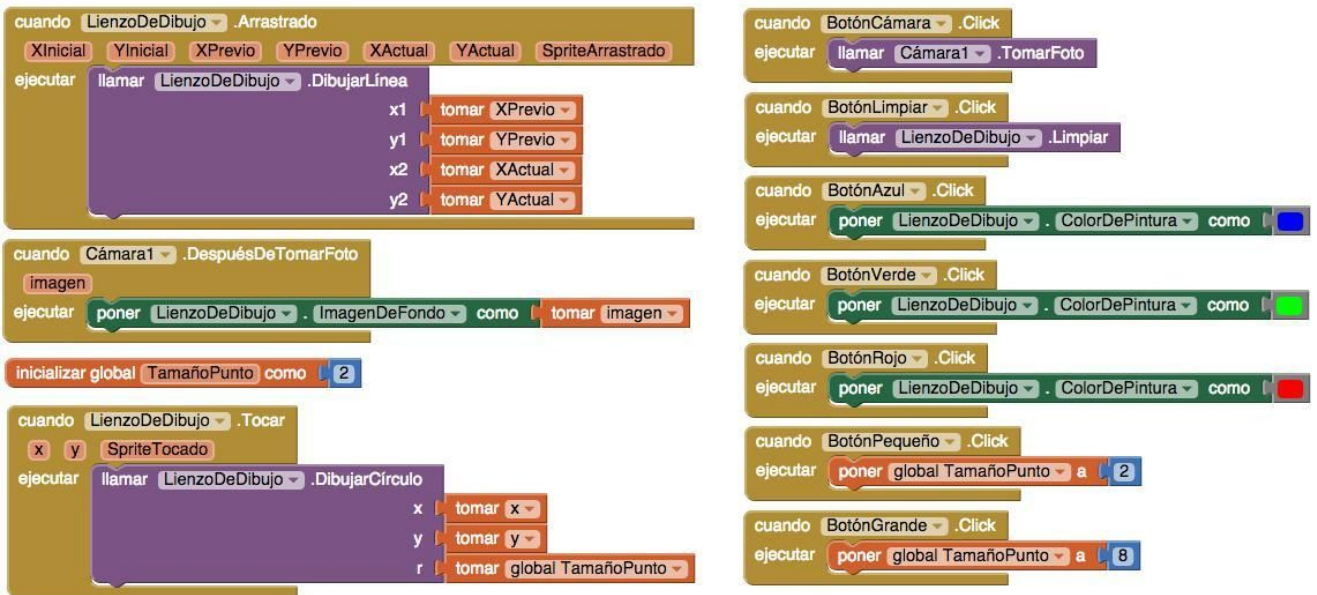 cuando LienzoDeDibujo .Arrastrado
XInicial YInicial XPrevio YPrevio XActual YActual SpriteArrastrado
ejecutar llamar LienzoDeDibujo .DibujarLínea
x1 tomar XPrevio
y1 tomar YPrevio
x2 tomar XActual
y2 tomar YActual
cuando Cámara1 .DespuésDeTomarFoto
imagen
ejecutar poner LienzoDeDibujo . ImagenDeFondo como tomar imagen
inicializar global TamañoPunto como 2
cuando LienzoDeDibujo .Tocar
x y SpriteTocado
ejecutar llamar LienzoDeDibujo .DibujarCírculo
x tomar x
y tomar y
r tomar global TamañoPunto
cuando BotónCámara .Click
ejecutar llamar Cámara1 .TomarFoto
cuando BotónLimpiar .Click
ejecutar llamar LienzoDeDibujo .Limpiar
cuando BotónAzul .Click
ejecutar poner LienzoDeDibujo . ColorDePintura como
cuando BotónVerde .Click
ejecutar poner LienzoDeDibujo . ColorDePintura como
cuando BotónRojo .Click
ejecutar poner LienzoDeDibujo . ColorDePintura como
cuando BotónPequeño .Click
ejecutar poner global TamañoPunto a 2
cuando BotónGrande .Click
ejecutar poner global TamañoPunto a 8